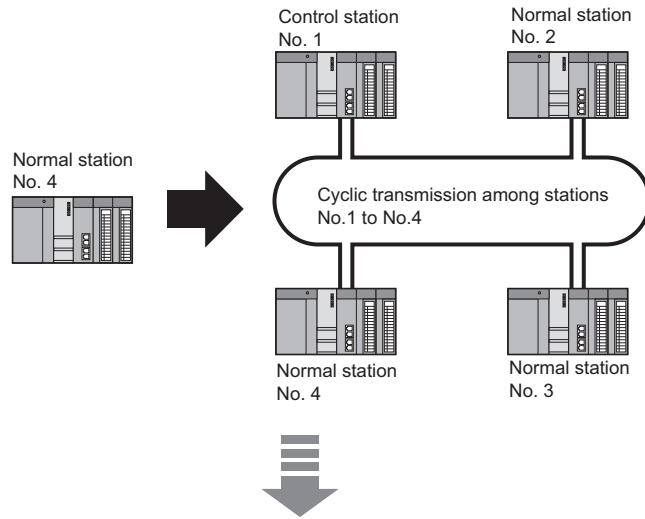 Control station
No. 1
Normal station
No. 2
Normal station
No. 4
Cyclic transmission among stations
No.1 to No.4
Normal station
No. 4
Normal station
No. 3